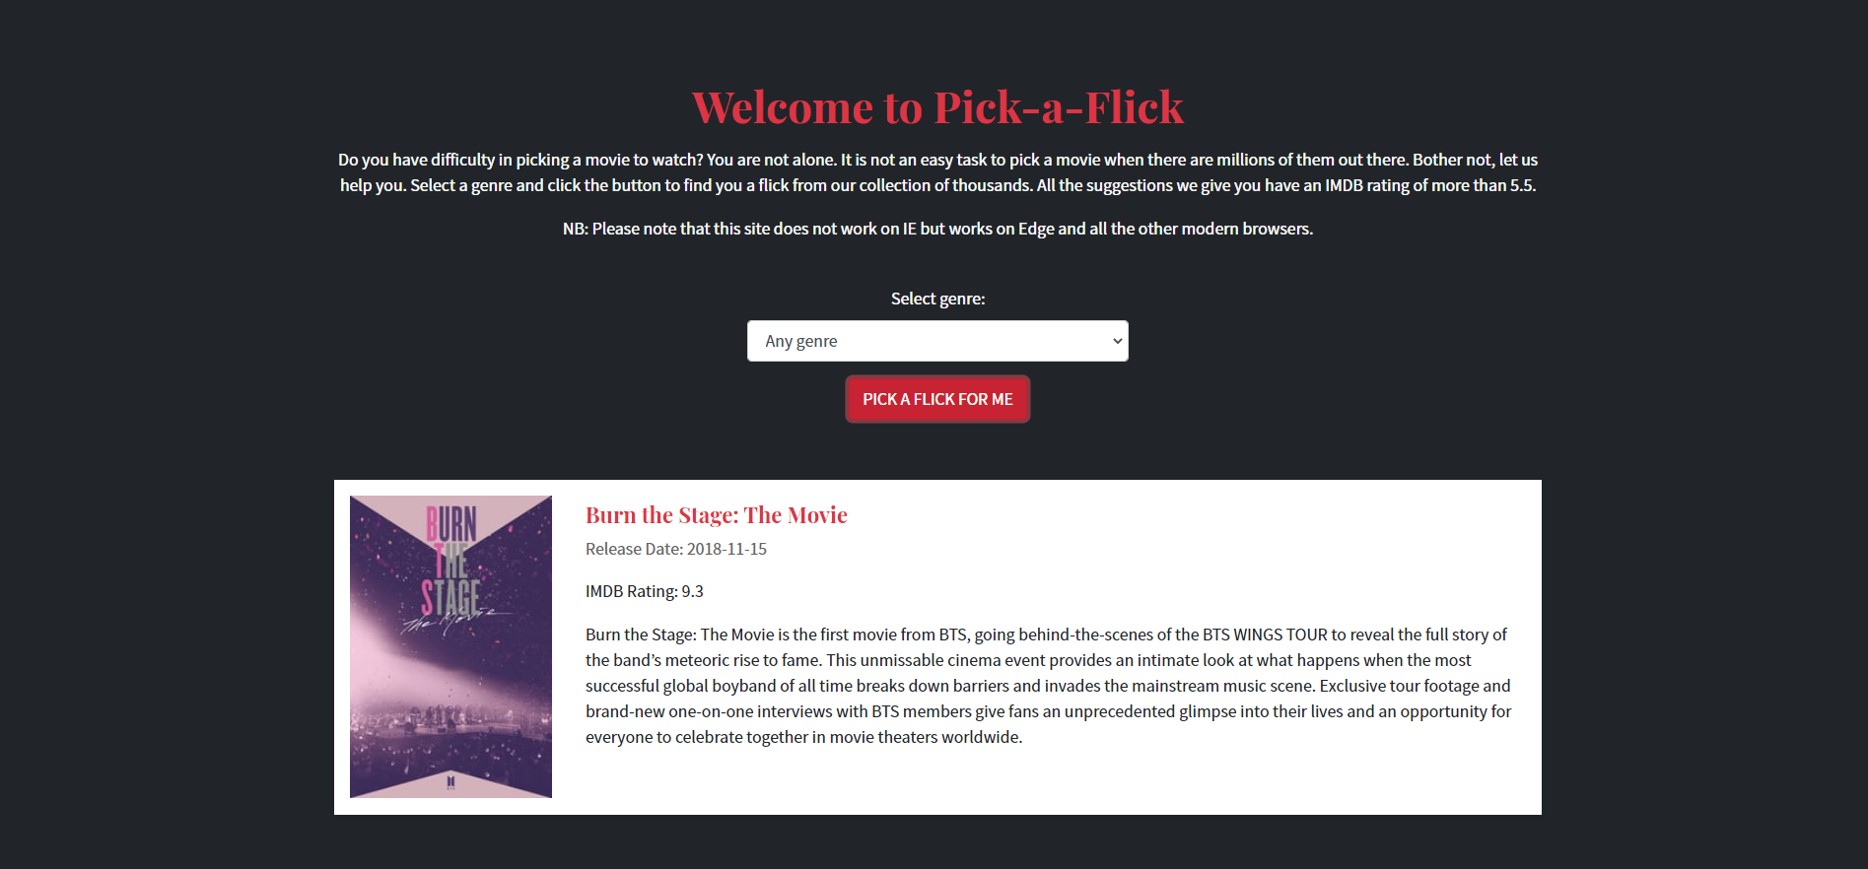 Welcome to Pick-a-Flick
Do you have difficulty in picking a movie to watch? You are not alone. It is not an easy task to pick a movie when there are millions of them out there. Bother not, let us
help you. Select a genre and click the button to find you a flick from our collection of thousands. All the suggestions we give you have an IMDB rating of more than 5.5.
NB: Please note that this site does not work on IE but works on Edge and all the other modern browsers.
Select genre:
Any genre
PICK A FLICK FOR ME
BURN
THE
STAGE
The Movie
Burn the Stage: The Movie
Release Date: 2018-11-15
IMDB Rating: 9.3
Burn the Stage: The Movie is the first movie from BTS, going behind-the-scenes of the BTS WINGS TOUR to reveal the full story of
the band’s meteoric rise to fame. This unmissable cinema event provides an intimate look at what happens when the most
successful global boyband of all time breaks down barriers and invades the mainstream music scene. Exclusive tour footage and
brand-new one-on-one interviews with BTS members give fans an unprecedented glimpse into their lives and an opportunity for
everyone to celebrate together in movie theaters worldwide.